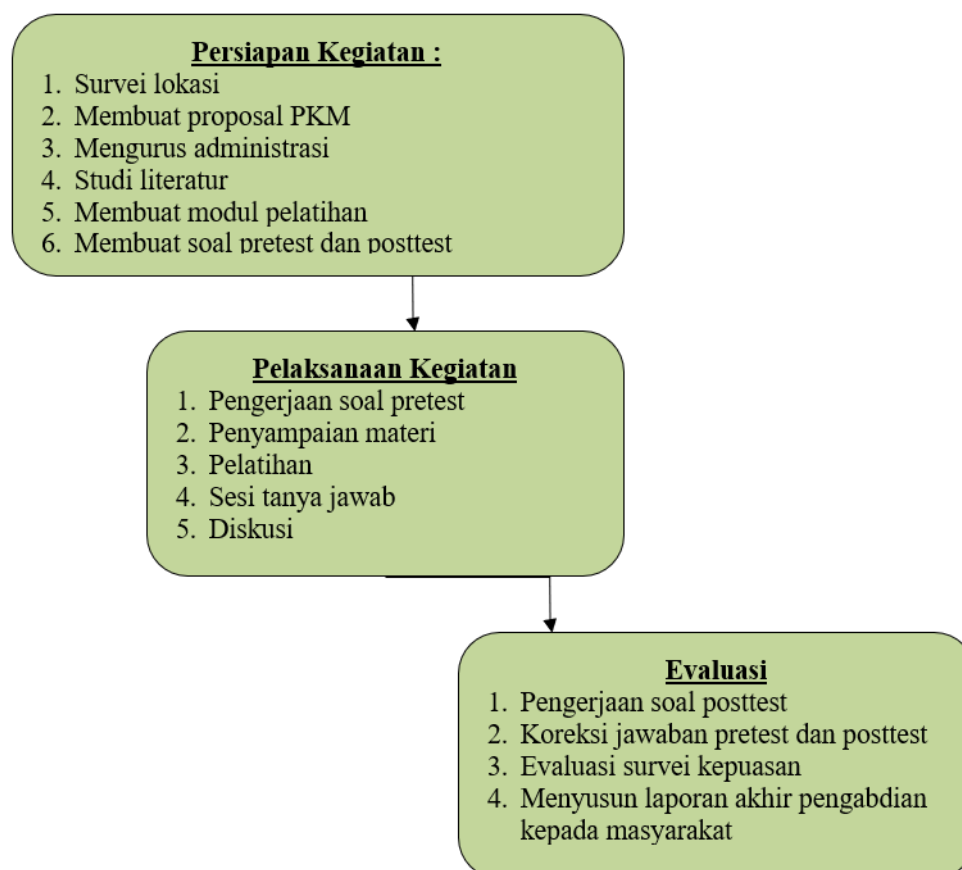 Persiapan Kegiatan :
1. Survei lokasi
2. Membuat proposal PKM
3. Mengurus administrasi
4. Studi literatur
5. Membuat modul pelatihan
6. Membuat soal pretest dan posttest
Pelaksanaan Kegiatan
1. Pengerjaan soal pretest
2. Penyampaian materi
3. Pelatihan
4. Sesi tanya jawab
5. Diskusi
Evaluasi
1. Pengerjaan soal posttest
2. Koreksi jawaban pretest dan posttest
3. Evaluasi survei kepuasan
4. Menyusun laporan akhir pengabdian
kepada masyarakat